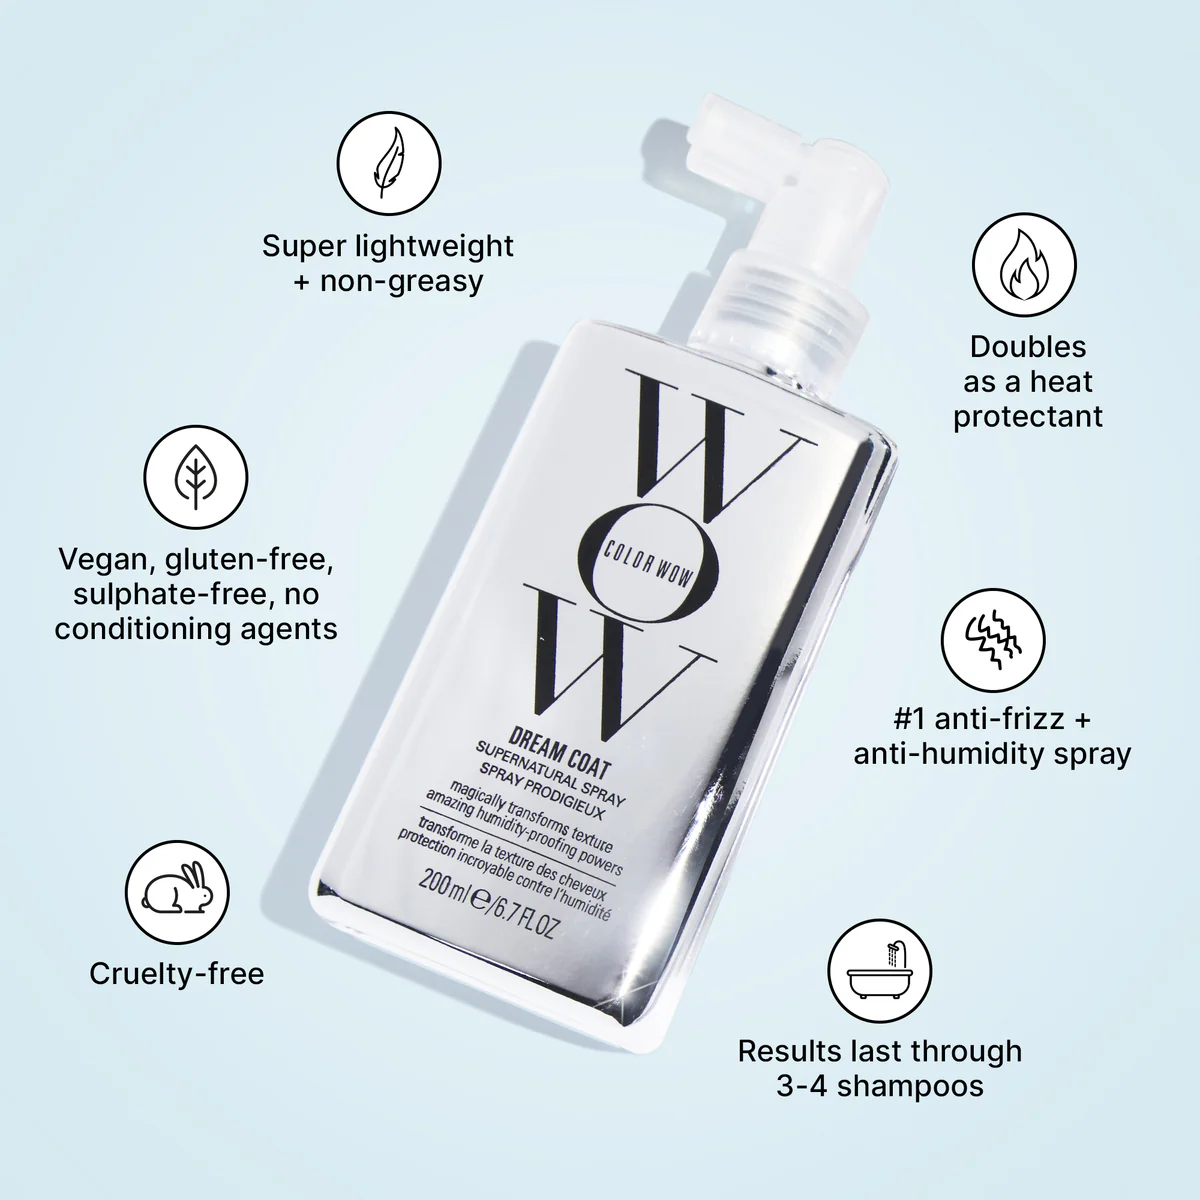 Super lightweight
+ non-greasy
Doubles
as a heat
protectant
Vegan, gluten-free,
sulphate-free, no
conditioning agents
#1 anti-frizz +
anti-humidity spray
Cruelty-free
Results last through
3-4 shampoos
WOW
COLOR WOW
DREAM COAT
SUPERNATURAL SPRAY
SPRAY PRODIGIEUX
magically transforms texture
amazing humidity-proofing powers
transforme la texture des cheveux
protection incroyable contre l'humidité
200ml℮/6.7FL.OZ